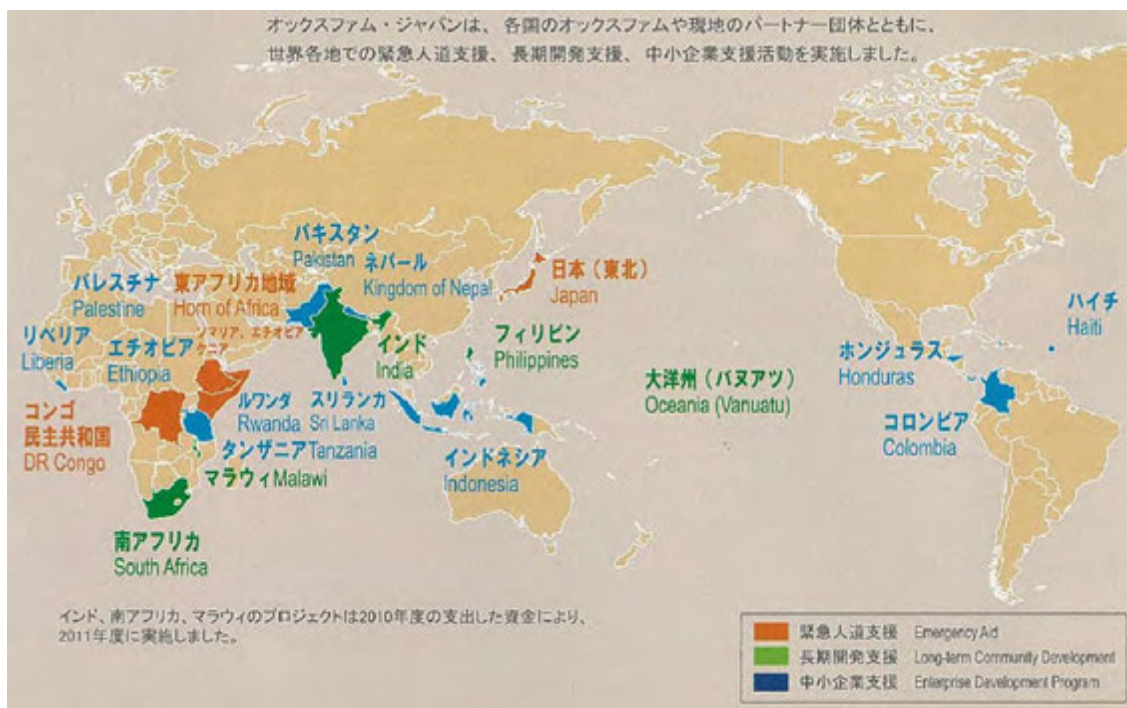 オックスファム・ジャパンは、各国のオックスファムや現地のパートナー団体とともに、
世界各地での緊急人道支援、長期開発支援、中小企業支援活動を実施しました。
パキスタン
Pakistan
ネパール
Kingdom of Nepal
日本（東北）
Japan
パレスチナ
Palestine
東アフリカ地域
Horn of Africa
ソマリア、エチオピア
ケニア
リベリア
Liberia
エチオピア
Ethiopia
インド
India
フィリピン
Philippines
ハイチ
Haiti
ホンジュラス
Honduras
大洋州（バヌアツ）
Oceania (Vanuatu)
コロンビア
Colombia
コンゴ
民主共和国
DR Congo
ルワンダ
Rwanda
スリランカ
Sri Lanka
タンザニアTanzania
マラウィMalawi
インドネシア
Indonesia
南アフリカ
South Africa
インド、南アフリカ、マラウィのプロジェクトは2010年度の支出した資金により、
2011年度に実施しました。
緊急人道支援 Emergency Aid
長期開発支援 Long-term Community Development
中小企業支援 Enterprise Development Program